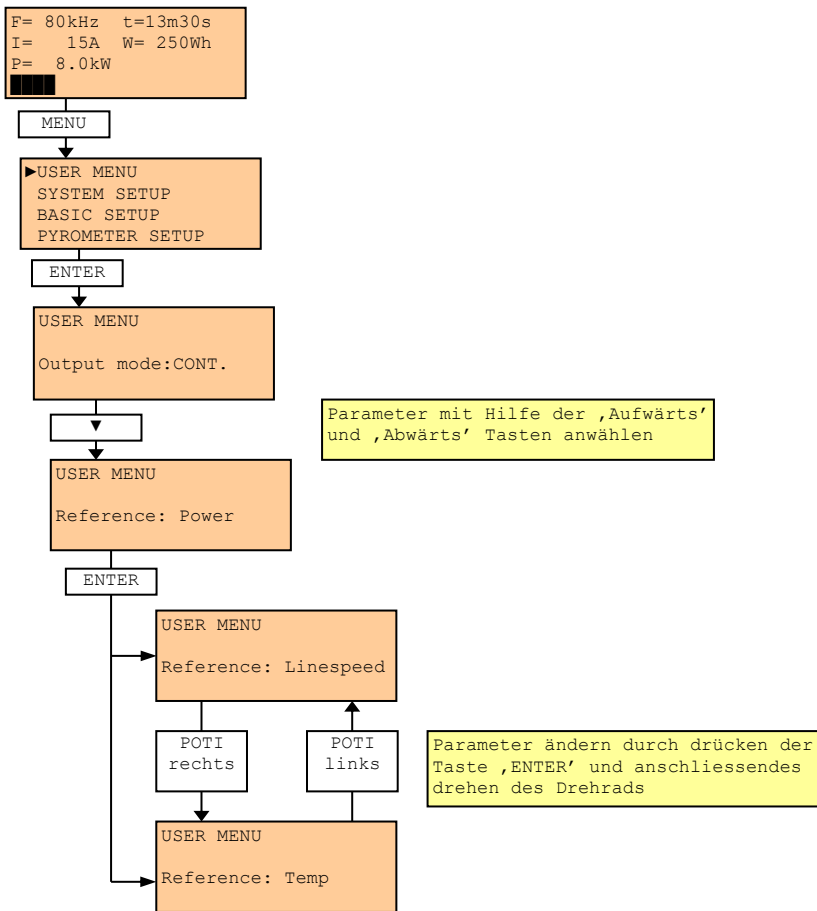 F= 80kHz t=13m30s
I= 15A W= 250Wh
P= 8.0kW
MENU
►USER MENU
SYSTEM SETUP
BASIC SETUP
PYROMETER SETUP
ENTER
USER MENU
Output mode:CONT.
▼
Parameter mit Hilfe der ‚Aufwärts’
und ‚Abwärts’ Tasten anwählen
USER MENU
Reference: Power
ENTER
USER MENU
Reference: Linespeed
POTI
rechts
POTI
links
Parameter ändern durch drücken der
Taste ‚ENTER’ und anschliessendes
drehen des Drehrads
USER MENU
Reference: Temp